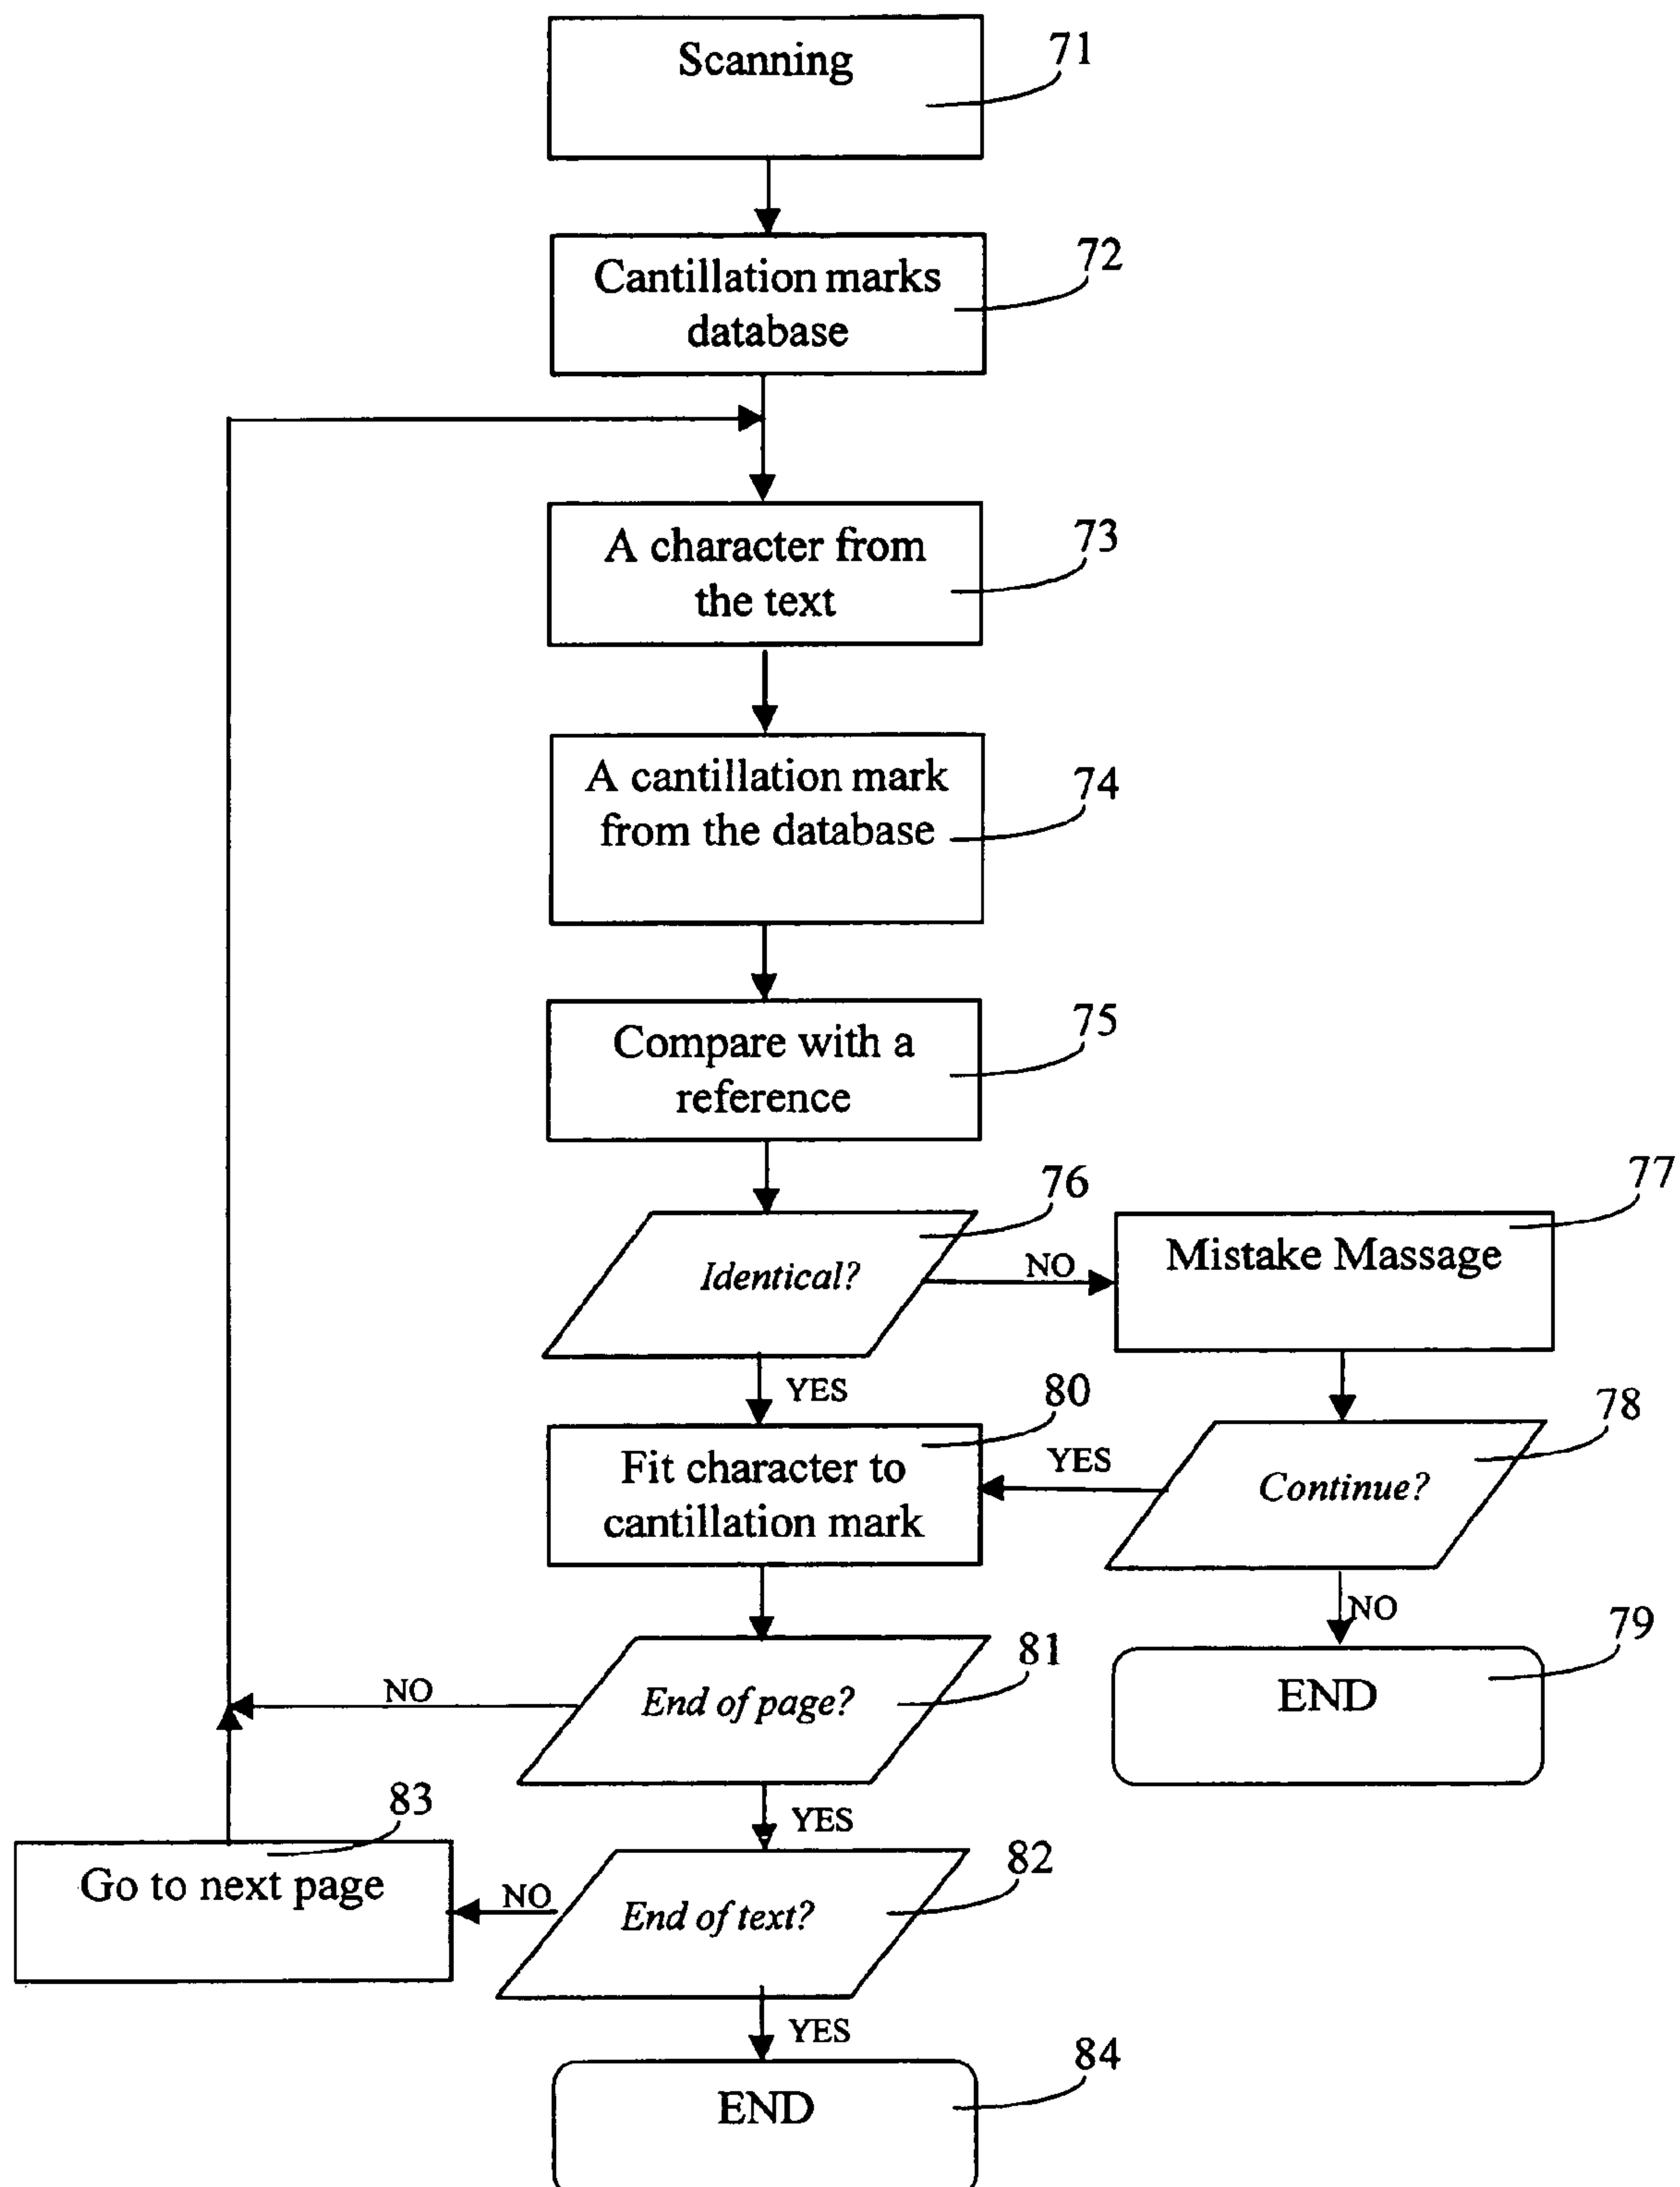 Scanning
71
Cantillation marks
database
72
A character from
the text
73
A cantillation mark
from the database
74
Compare with a
reference
75
Identical?
76
NO
Mistake Massage
77
YES
Fit character to
cantillation mark
80
YES
Continue?
78
NO
END
79
End of page?
81
NO
YES
Go to next page
83
NO
End of text?
82
YES
END
84